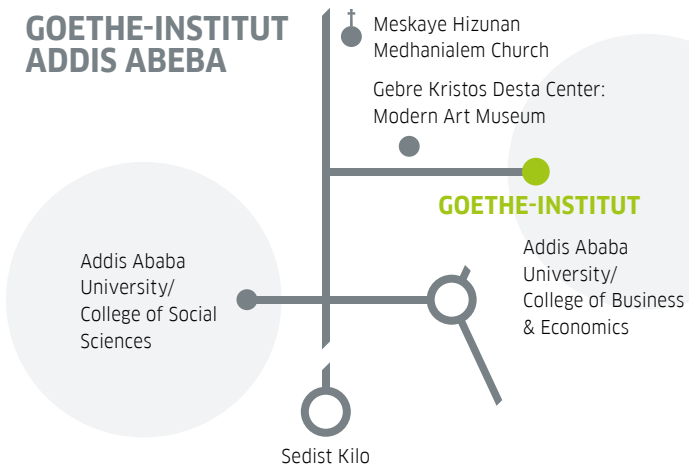 GOETHE-INSTITUT
ADDIS ABEBA
Meskaye Hizunan
Medhanialem Church
Gebre Kristos Desta Center:
Modern Art Museum
GOETHE-INSTITUT
Addis Ababa
University/
College of Business
& Economics
Addis Ababa
University/
College of Social
Sciences
Sedist Kilo